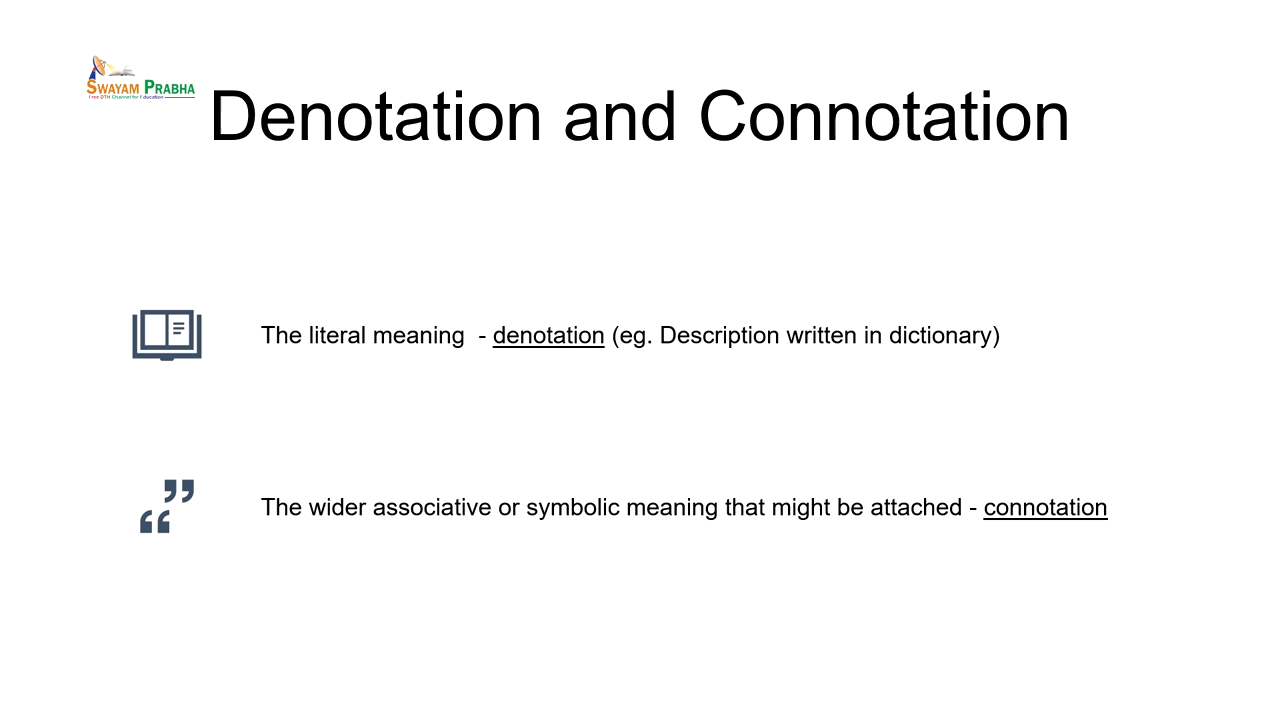 SWAYAM PRABHA
Free DTH Channel for Education
Denotation and Connotation
The literal meaning  - denotation (eg. Description written in dictionary)
The wider associative or symbolic meaning that might be attached - connotation